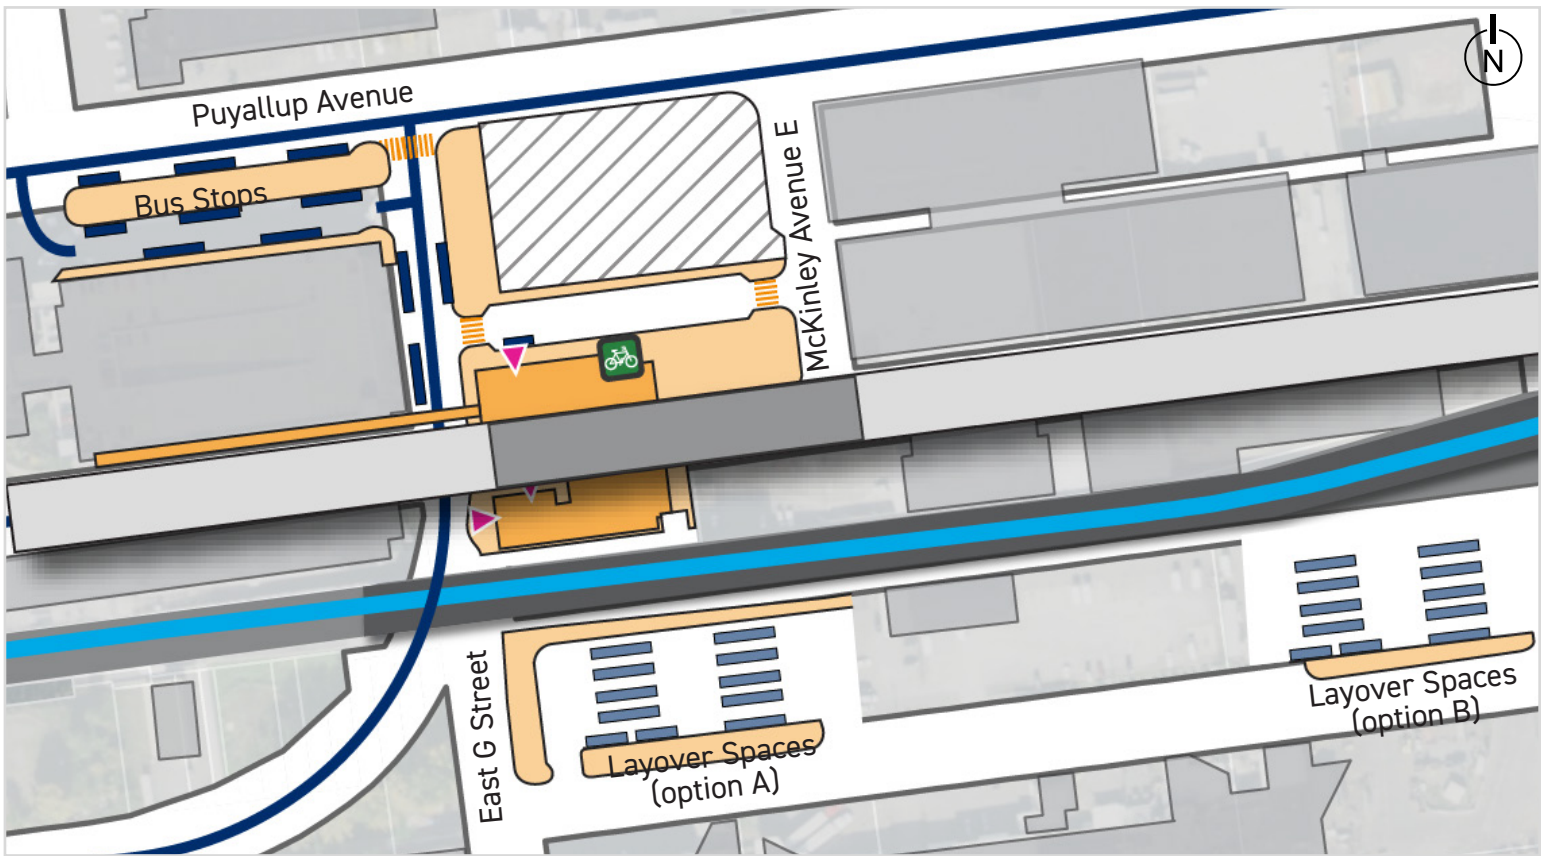 N
Puyallup Avenue
Bus Stops
McKinley Avenue E
East G Street
Layover Spaces
(option A)
Layover Spaces
(option B)